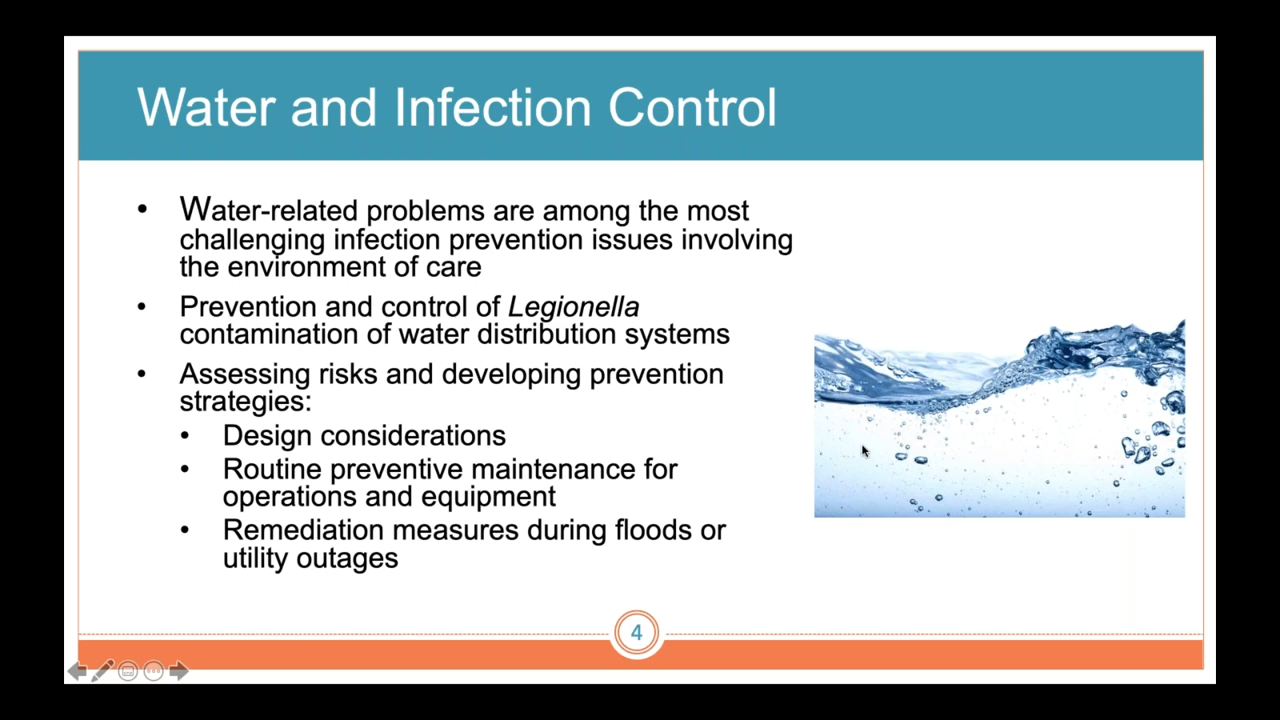 Water and Infection Control
• Water-related problems are among the most
challenging infection prevention issues involving
the environment of care
• Prevention and control of Legionella
contamination of water distribution systems
• Assessing risks and developing prevention
strategies:
• Design considerations
• Routine preventive maintenance for
operations and equipment
• Remediation measures during floods or
utility outages
4